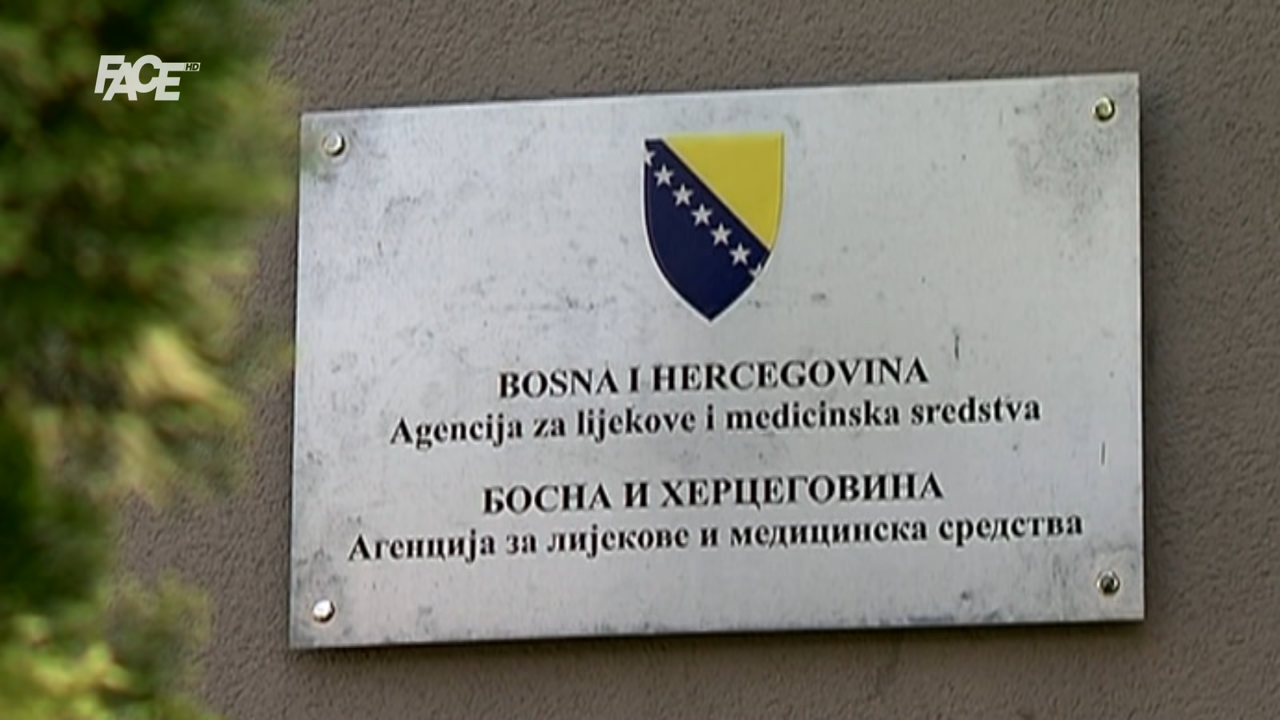 FACE HD
BOSNA I HERCEGOVINA
Agencija za lijekove i medicinska sredstva
БОСНА И ХЕРЦЕГОВИНА
Агенција за лијекове и медицинска средства